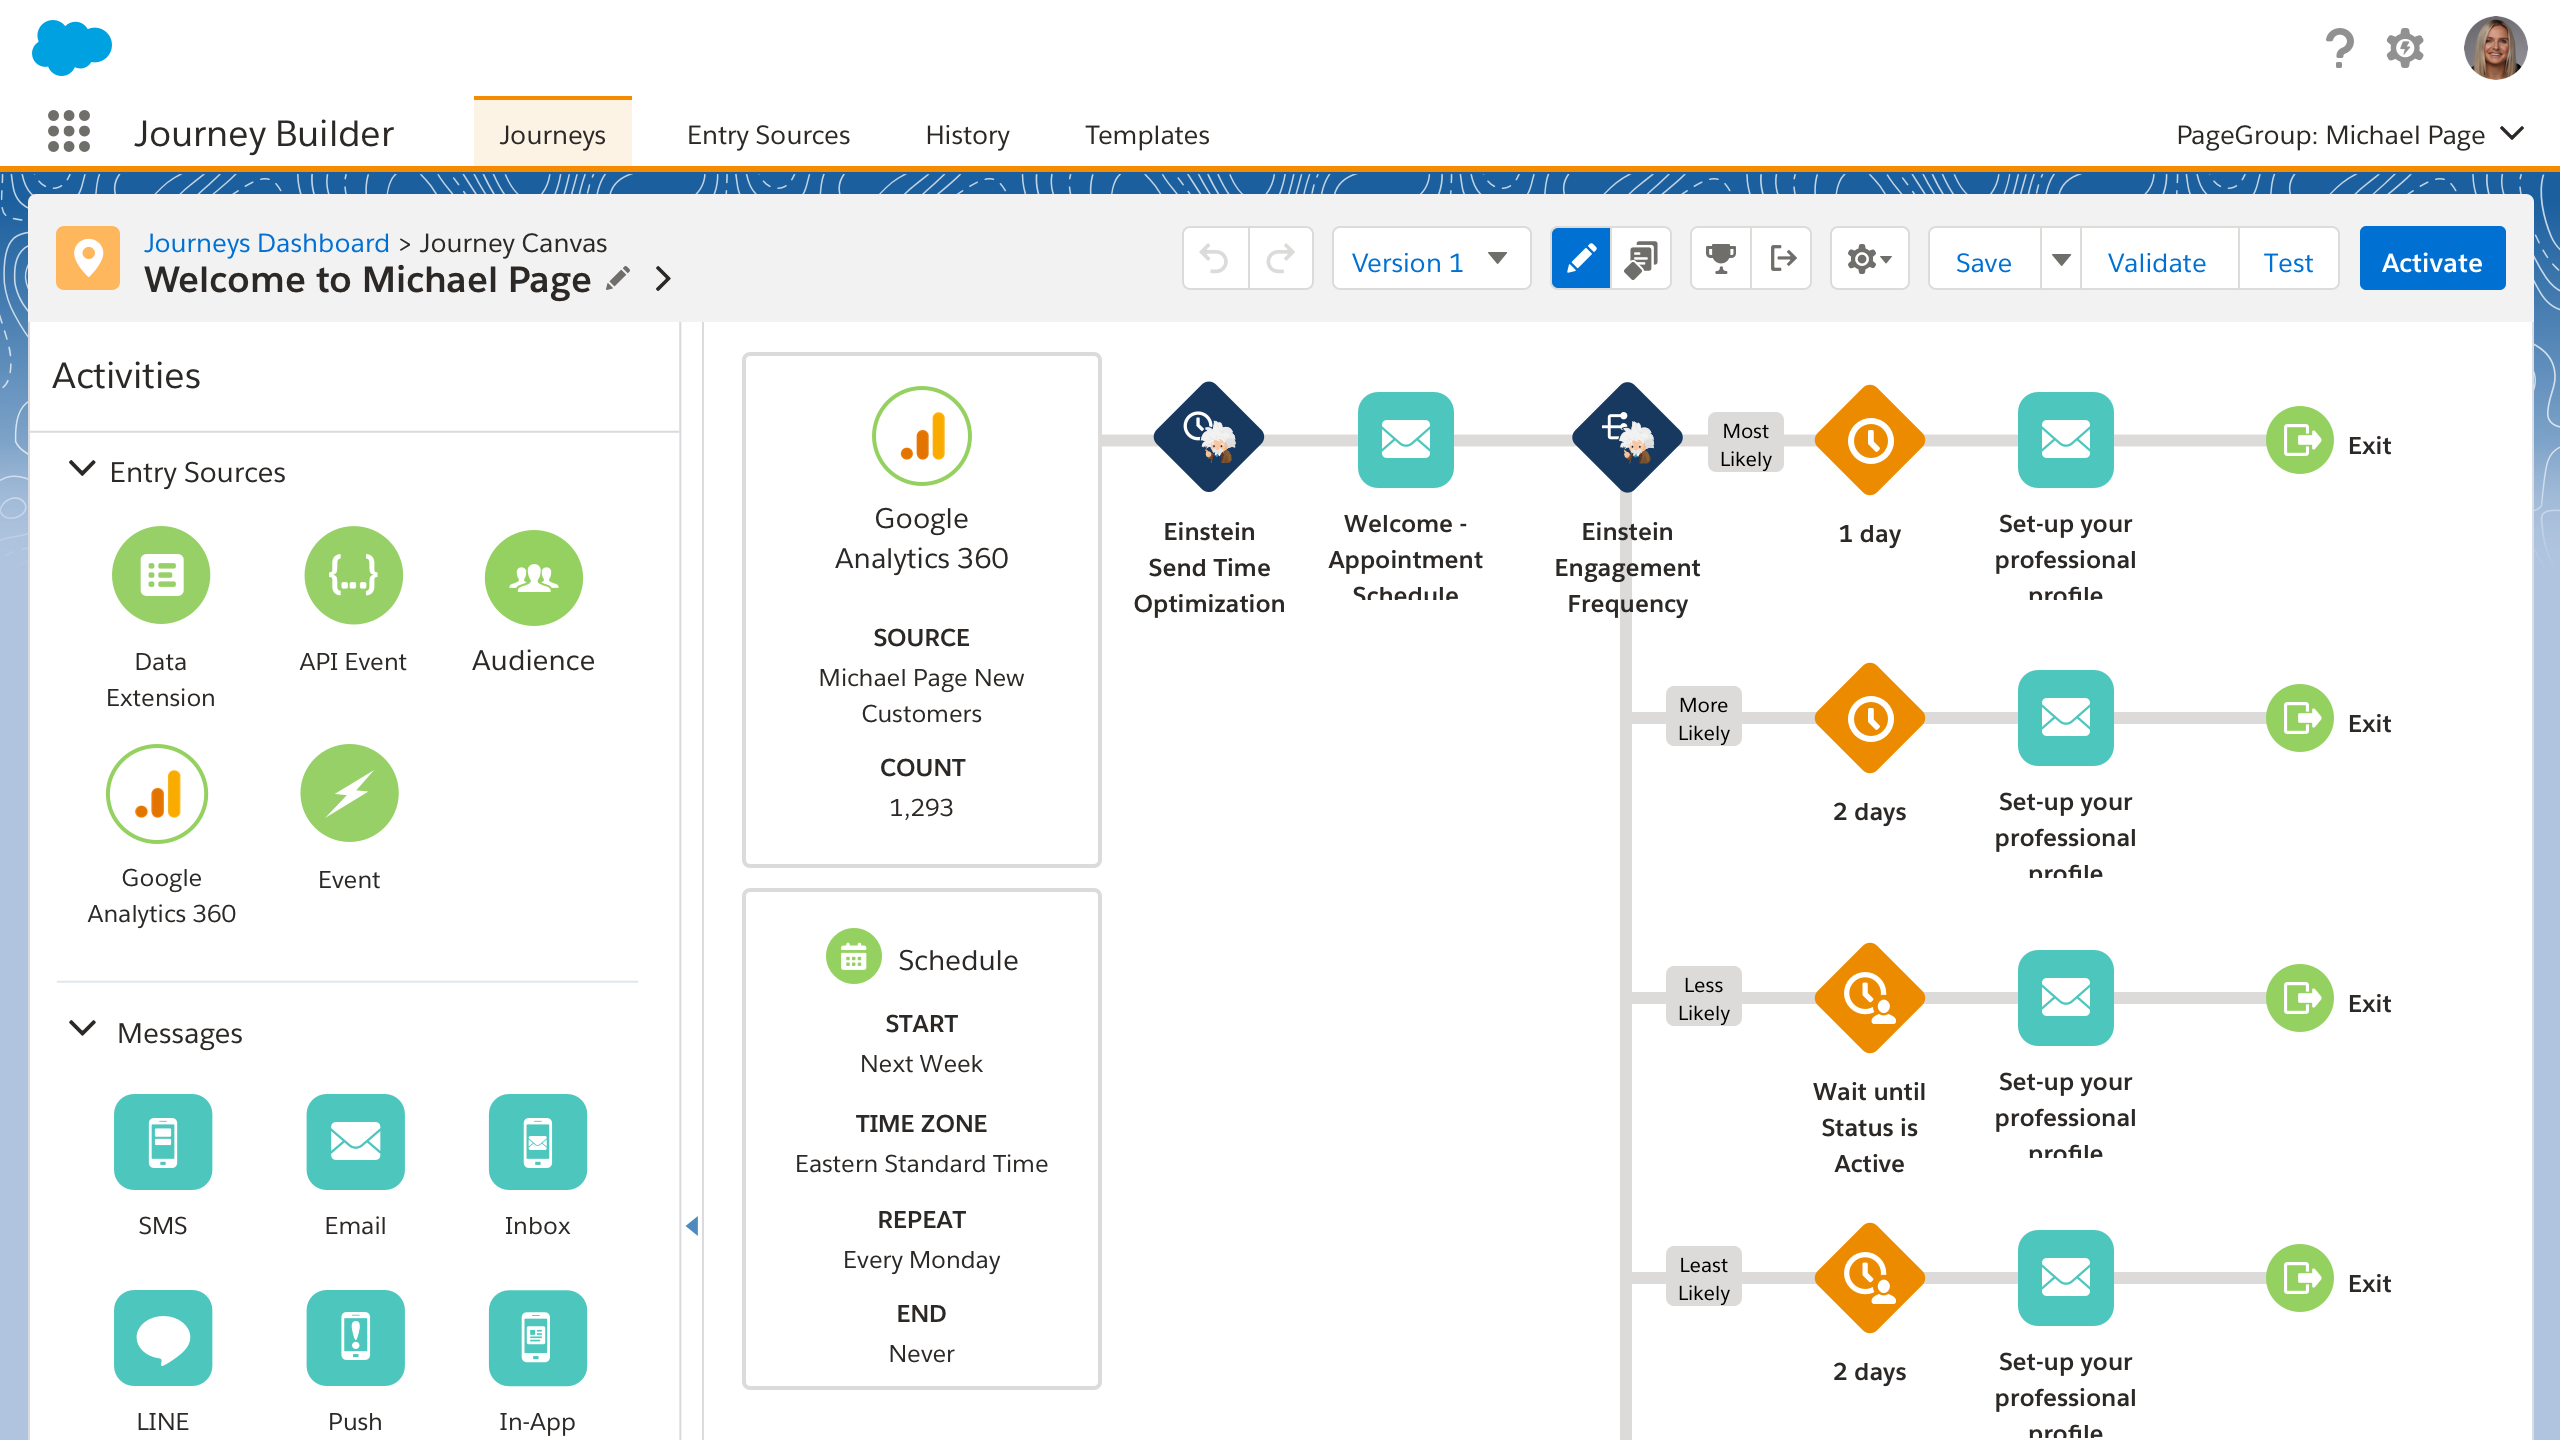 Journey Builder
Journeys
Entry Sources
History
Templates
PageGroup: Michael Page
Journeys Dashboard > Journey Canvas
Welcome to Michael Page
Version 1
Save
Validate
Test
Activate
Activities
Entry Sources
Data
Extension
API Event
Audience
Google
Analytics 360
Event
Messages
SMS
Email
Inbox
LINE
Push
In-App
Google
Analytics 360
SOURCE
Michael Page New
Customers
COUNT
1,293
Schedule
START
Next Week
TIME ZONE
Eastern Standard Time
REPEAT
Every Monday
END
Never
Einstein
Send Time
Optimization
Welcome -
Appointment
Schedule
Einstein
Engagement
Frequency
Most
Likely
1 day
Set-up your
professional
profile
Exit
More
Likely
2 days
Set-up your
professional
profile
Exit
Less
Likely
Wait until
Status is
Active
Set-up your
professional
profile
Exit
Least
Likely
2 days
Set-up your
professional
profile
Exit